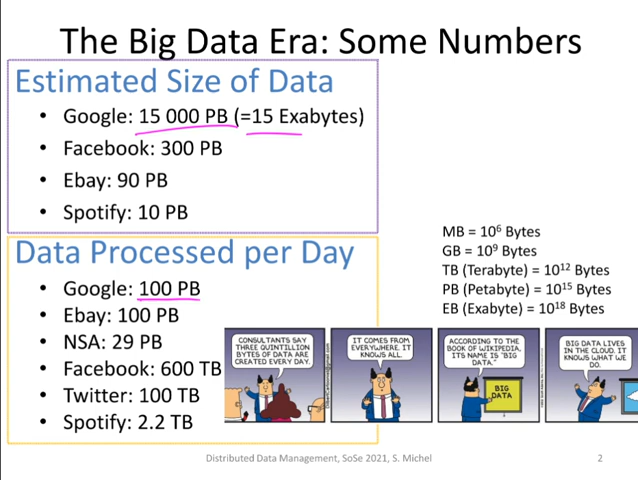 The Big Data Era: Some Numbers
Estimated Size of Data
• Google: 15 000 PB (=15 Exabytes)
• Facebook: 300 PB
• Ebay: 90 PB
• Spotify: 10 PB
Data Processed per Day
• Google: 100 PB
• Ebay: 100 PB
• NSA: 29 PB
• Facebook: 600 TB
• Twitter: 100 TB
• Spotify: 2.2 TB
MB = 10⁶ Bytes
GB = 10⁹ Bytes
TB (Terabyte) = 10¹² Bytes
PB (Petabyte) = 10¹⁵ Bytes
EB (Exabyte) = 10¹⁸ Bytes
CONSULTANTS SAY
THREE QUINTILLION
BYTES OF DATA ARE
CREATED EVERY DAY.
IT COMES FROM
EVERYWHERE. IT
KNOWS ALL.
ACCORDING TO THE
BOOK OF WIKIPEDIA,
ITS NAME IS "BIG
DATA."
BIG
DATA
BIG DATA LIVES
IN THE CLOUD. IT
KNOWS WHAT WE
DO.
Distributed Data Management, SoSe 2021, S. Michel
2